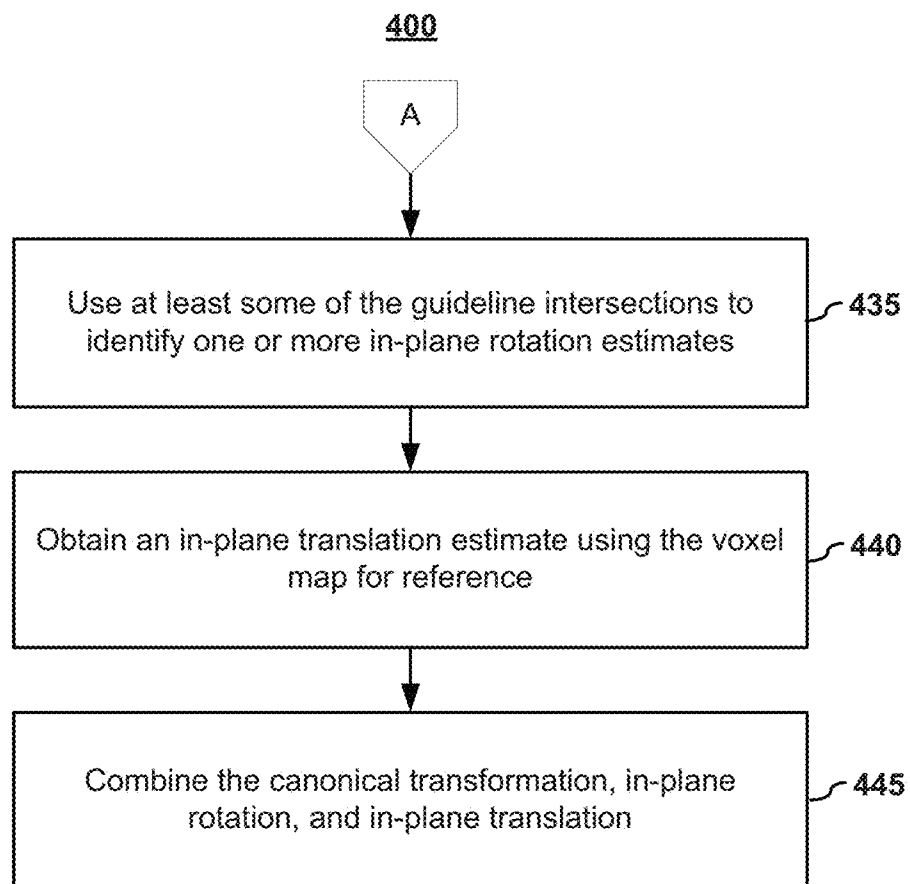 400
A
Use at least some of the guideline intersections to
identify one or more in-plane rotation estimates
435
Obtain an in-plane translation estimate using the voxel
map for reference
440
Combine the canonical transformation, in-plane
rotation, and in-plane translation
445